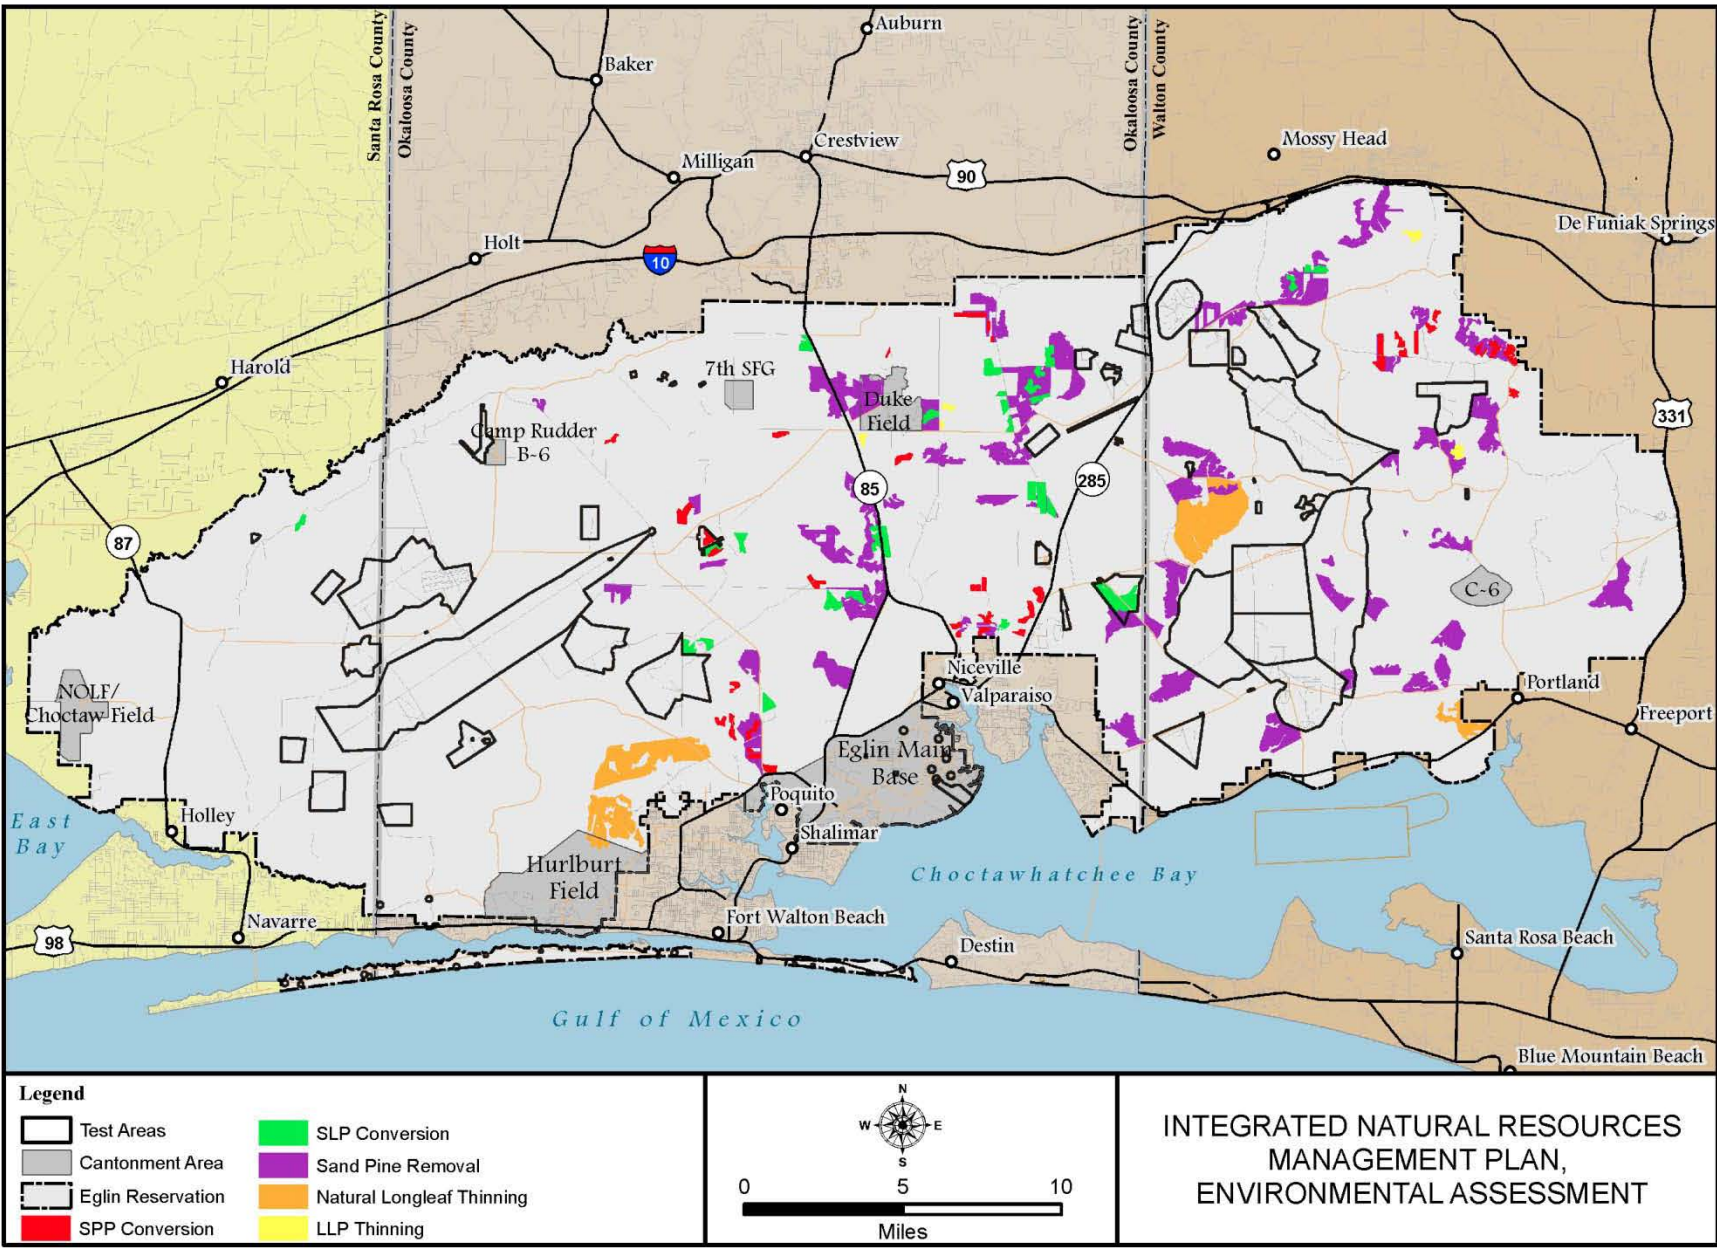 Santa Rosa County
Okaloosa County
Okaloosa County
Walton County
Auburn
Baker
Crestview
Milligan
90
Mossy Head
De Funiak Springs
Holt
10
Harold
7th SFG
Duke
Field
331
Camp Rudder
B-6
85
285
87
C-6
NOLF/
Choctaw Field
Niceville
Valparaiso
Portland
Freeport
Eglin Main
Base
Poquito
Shalimar
Holley
East
Bay
Hurlburt
Field
Choctawhatchee Bay
Navarre
98
Fort Walton Beach
Destin
Santa Rosa Beach
Gulf of Mexico
Blue Mountain Beach
Legend
Test Areas
Cantonment Area
Eglin Reservation
SPP Conversion
SLP Conversion
Sand Pine Removal
Natural Longleaf Thinning
LLP Thinning
N
W E
S
0 5 10
Miles
INTEGRATED NATURAL RESOURCES
MANAGEMENT PLAN,
ENVIRONMENTAL ASSESSMENT